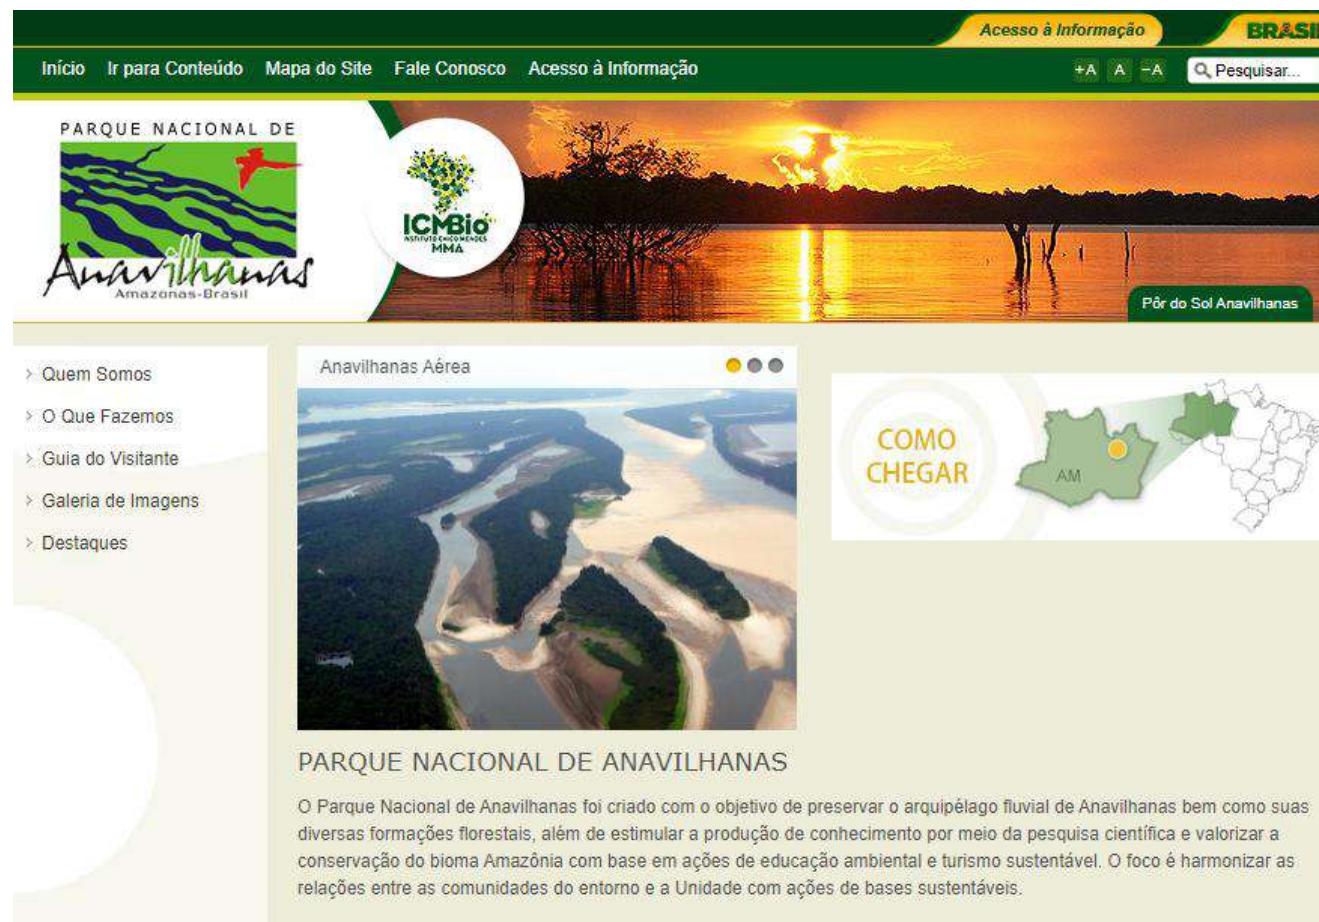 Acesso à Informação
Início Ir para Conteúdo Mapa do Site Fale Conosco Acesso à Informação
+A A -A Pesquisar...
PARQUE NACIONAL DE
Anavilhanas
Amazonas-Brasil
ICMBio
INSTITUTO CHICO MENDES
MMA
Pôr do Sol Anavilhanas
> Quem Somos
> O Que Fazemos
> Guia do Visitante
> Galeria de Imagens
> Destaques
Anavilhanas Aérea
COMO
CHEGAR
AM
PARQUE NACIONAL DE ANAVILHANAS
O Parque Nacional de Anavilhanas foi criado com o objetivo de preservar o arquipélago fluvial de Anavilhanas bem como suas
diversas formações florestais, além de estimular a produção de conhecimento por meio da pesquisa científica e valorizar a
conservação do bioma Amazônia com base em ações de educação ambiental e turismo sustentável. O foco é harmonizar as
relações entre as comunidades do entorno e a Unidade com ações de bases sustentáveis.